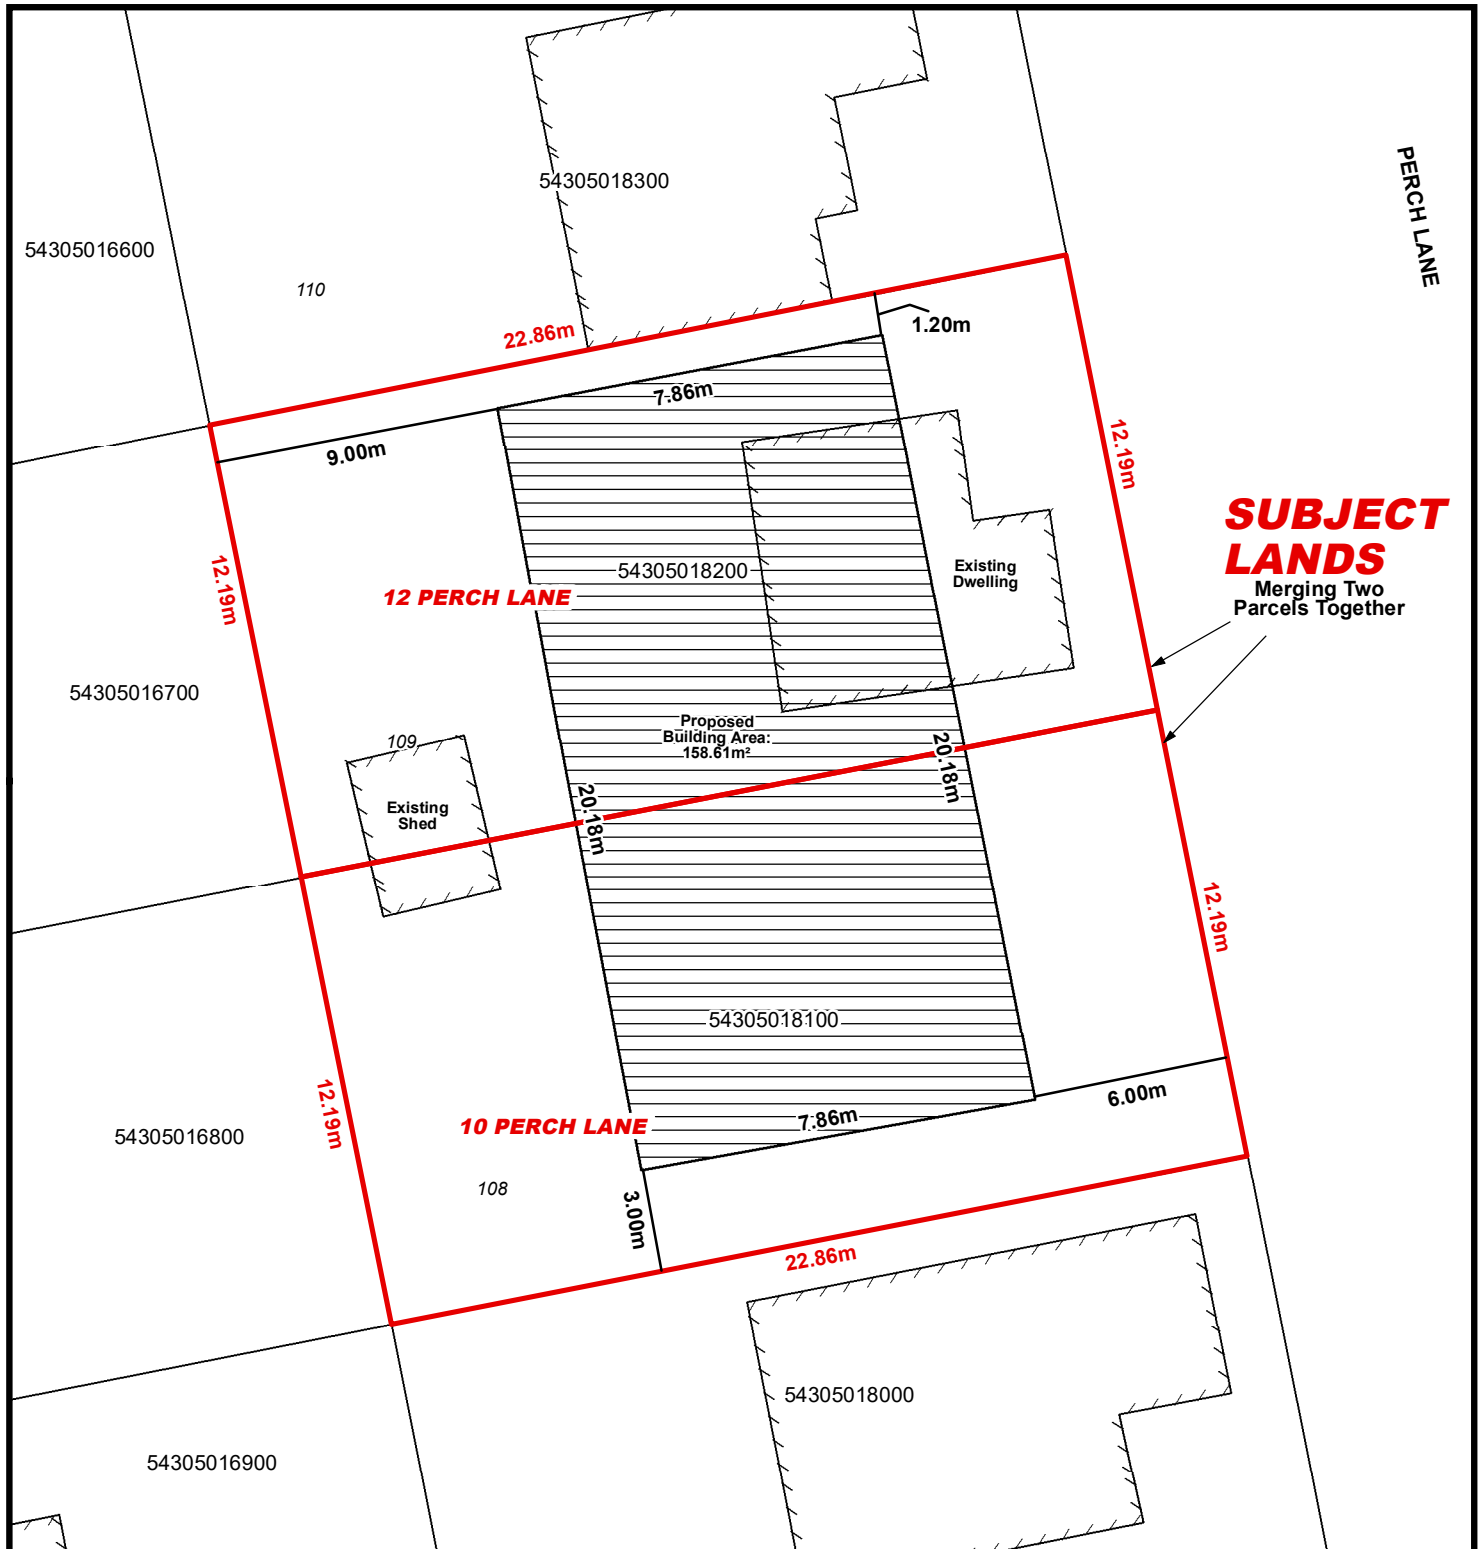 54305018300
PERCH LANE
54305016600
110
22.86m
1.20m
7.86m
9.00m
12.19m
SUBJECT
LANDS
Merging Two
Parcels Together
12.19m
54305018200
Existing
Dwelling
12 PERCH LANE
54305016700
Proposed
Building Area:
158.61m²
109
20.18m
Existing
Shed
20.18m
12.19m
54305018100
12.19m
6.00m
7.86m
10 PERCH LANE
54305016800
108
3.00m
22.86m
54305018000
54305016900